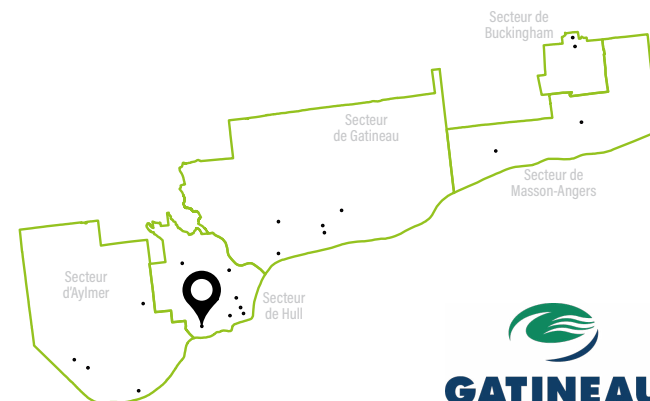 Secteur de
Buckingham
Secteur
de Gatineau
Secteur de
Masson-Angers
Secteur
d'Aylmer
Secteur
de Hull
GATINEAU